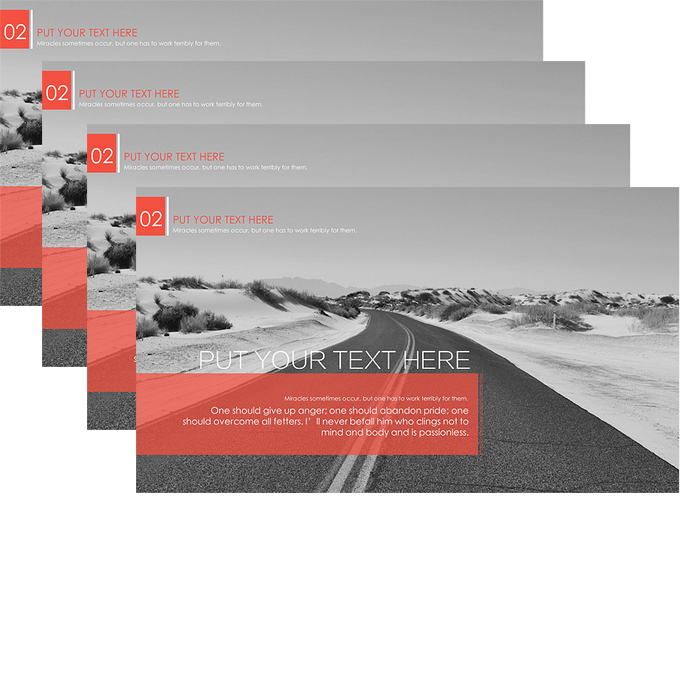 02
PUT YOUR TEXT HERE
Miracles sometimes occur, but one has to work terribly for them.
02
PUT YOUR TEXT HERE
Miracles sometimes occur, but one has to work terribly for them.
02
PUT YOUR TEXT HERE
Miracles sometimes occur, but one has to work terribly for them.
02
PUT YOUR TEXT HERE
Miracles sometimes occur, but one has to work terribly for them.
PUT YOUR TEXT HERE
Miracles sometimes occur, but one has to work terribly for them.
One should give up anger; one should abandon pride; one
should overcome all fetters. I’ll never befall him who clings not to
mind and body and is passionless.